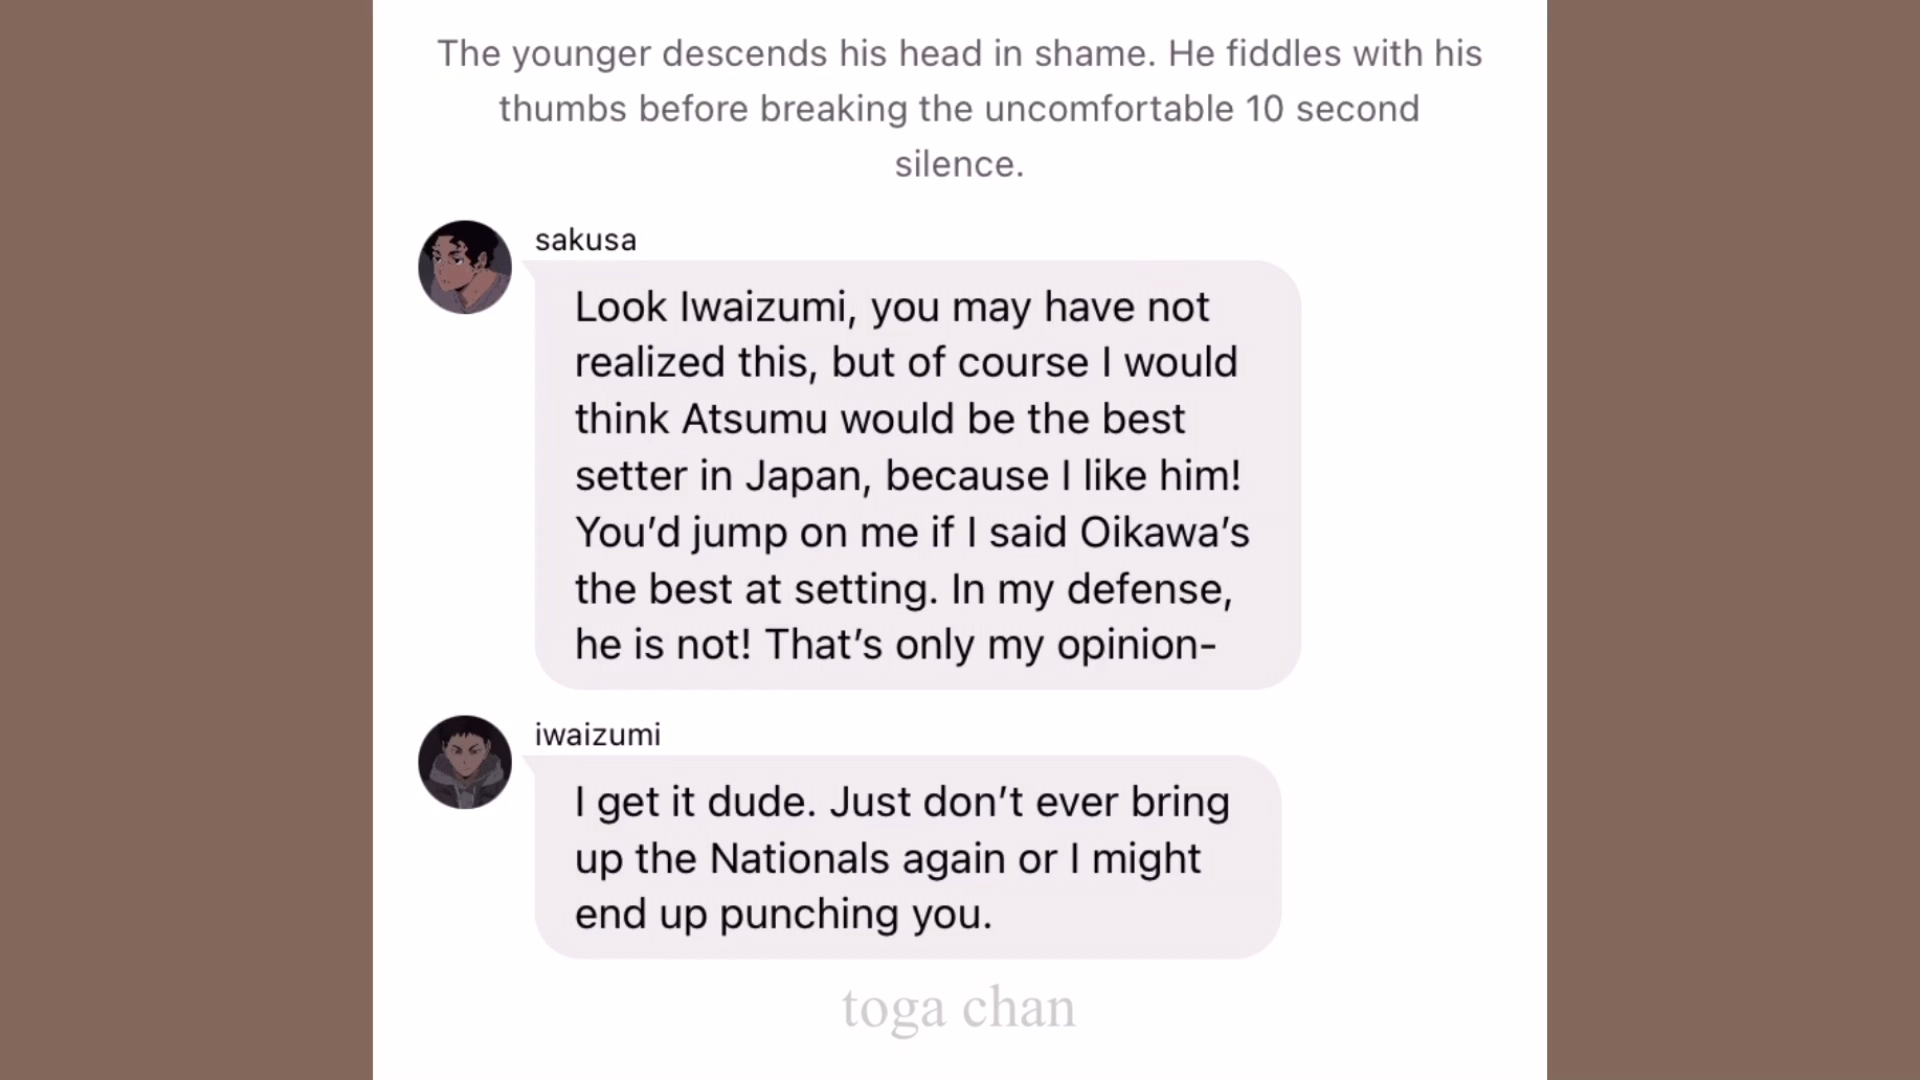 The younger descends his head in shame. He fiddles with his
thumbs before breaking the uncomfortable 10 second
silence.
sakusa
Look Iwaizumi, you may have not
realized this, but of course I would
think Atsumu would be the best
setter in Japan, because I like him!
You’d jump on me if I said Oikawa’s
the best at setting. In my defense,
he is not! That’s only my opinion-
iwaizumi
I get it dude. Just don’t ever bring
up the Nationals again or I might
end up punching you.
toga chan